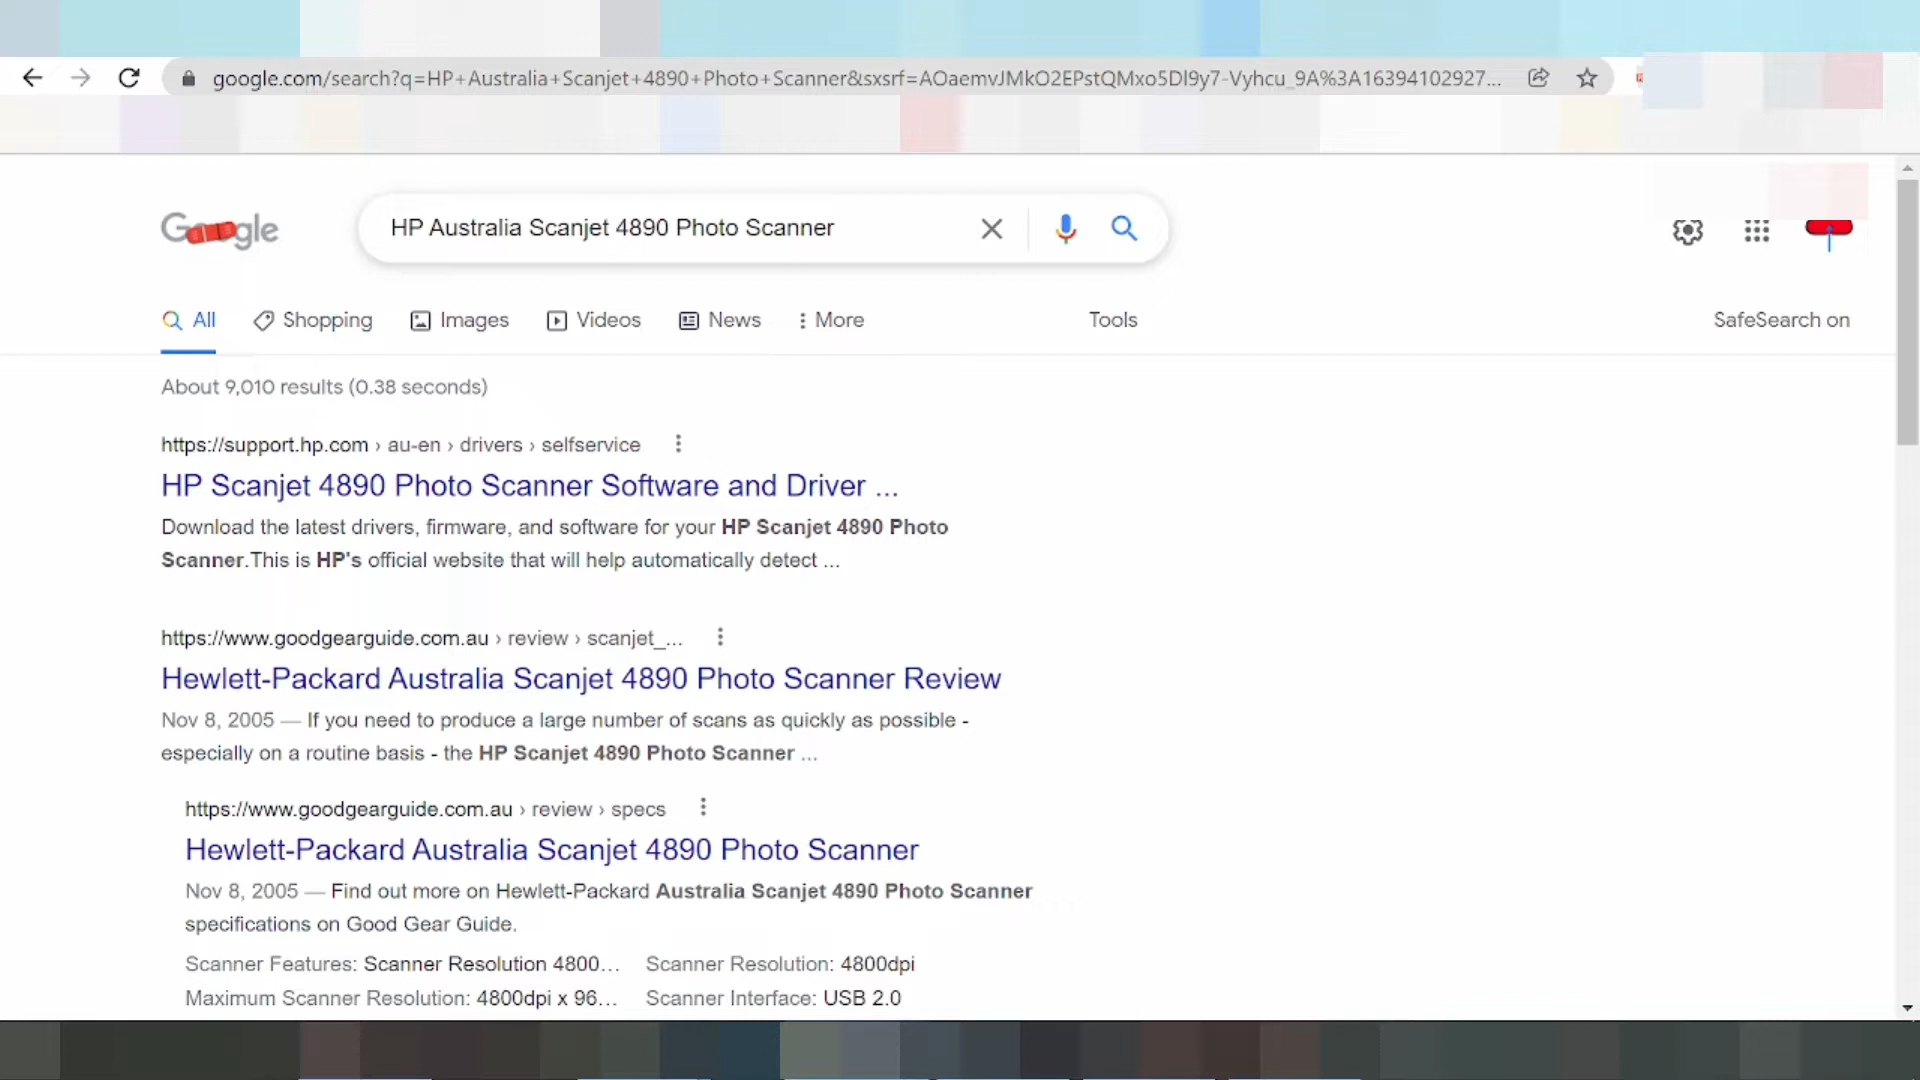 google.com/search?q=HP+Australia+Scanjet+4890+Photo+Scanner&sxsrf=AOaemvJMkO2EPstQMxo5Dl9y7-Vyhcu_9A%3A16394102927...
Google
HP Australia Scanjet 4890 Photo Scanner
All Shopping Images Videos News More Tools SafeSearch on
About 9,010 results (0.38 seconds)
https://support.hp.com › au-en › drivers › selfservice
HP Scanjet 4890 Photo Scanner Software and Driver ...
Download the latest drivers, firmware, and software for your HP Scanjet 4890 Photo
Scanner.This is HP's official website that will help automatically detect ...
https://www.goodgearguide.com.au › review › scanjet_...
Hewlett-Packard Australia Scanjet 4890 Photo Scanner Review
Nov 8, 2005 — If you need to produce a large number of scans as quickly as possible -
especially on a routine basis - the HP Scanjet 4890 Photo Scanner ...
https://www.goodgearguide.com.au › review › specs
Hewlett-Packard Australia Scanjet 4890 Photo Scanner
Nov 8, 2005 — Find out more on Hewlett-Packard Australia Scanjet 4890 Photo Scanner
specifications on Good Gear Guide.
Scanner Features: Scanner Resolution 4800... Scanner Resolution: 4800dpi
Maximum Scanner Resolution: 4800dpi x 96... Scanner Interface: USB 2.0